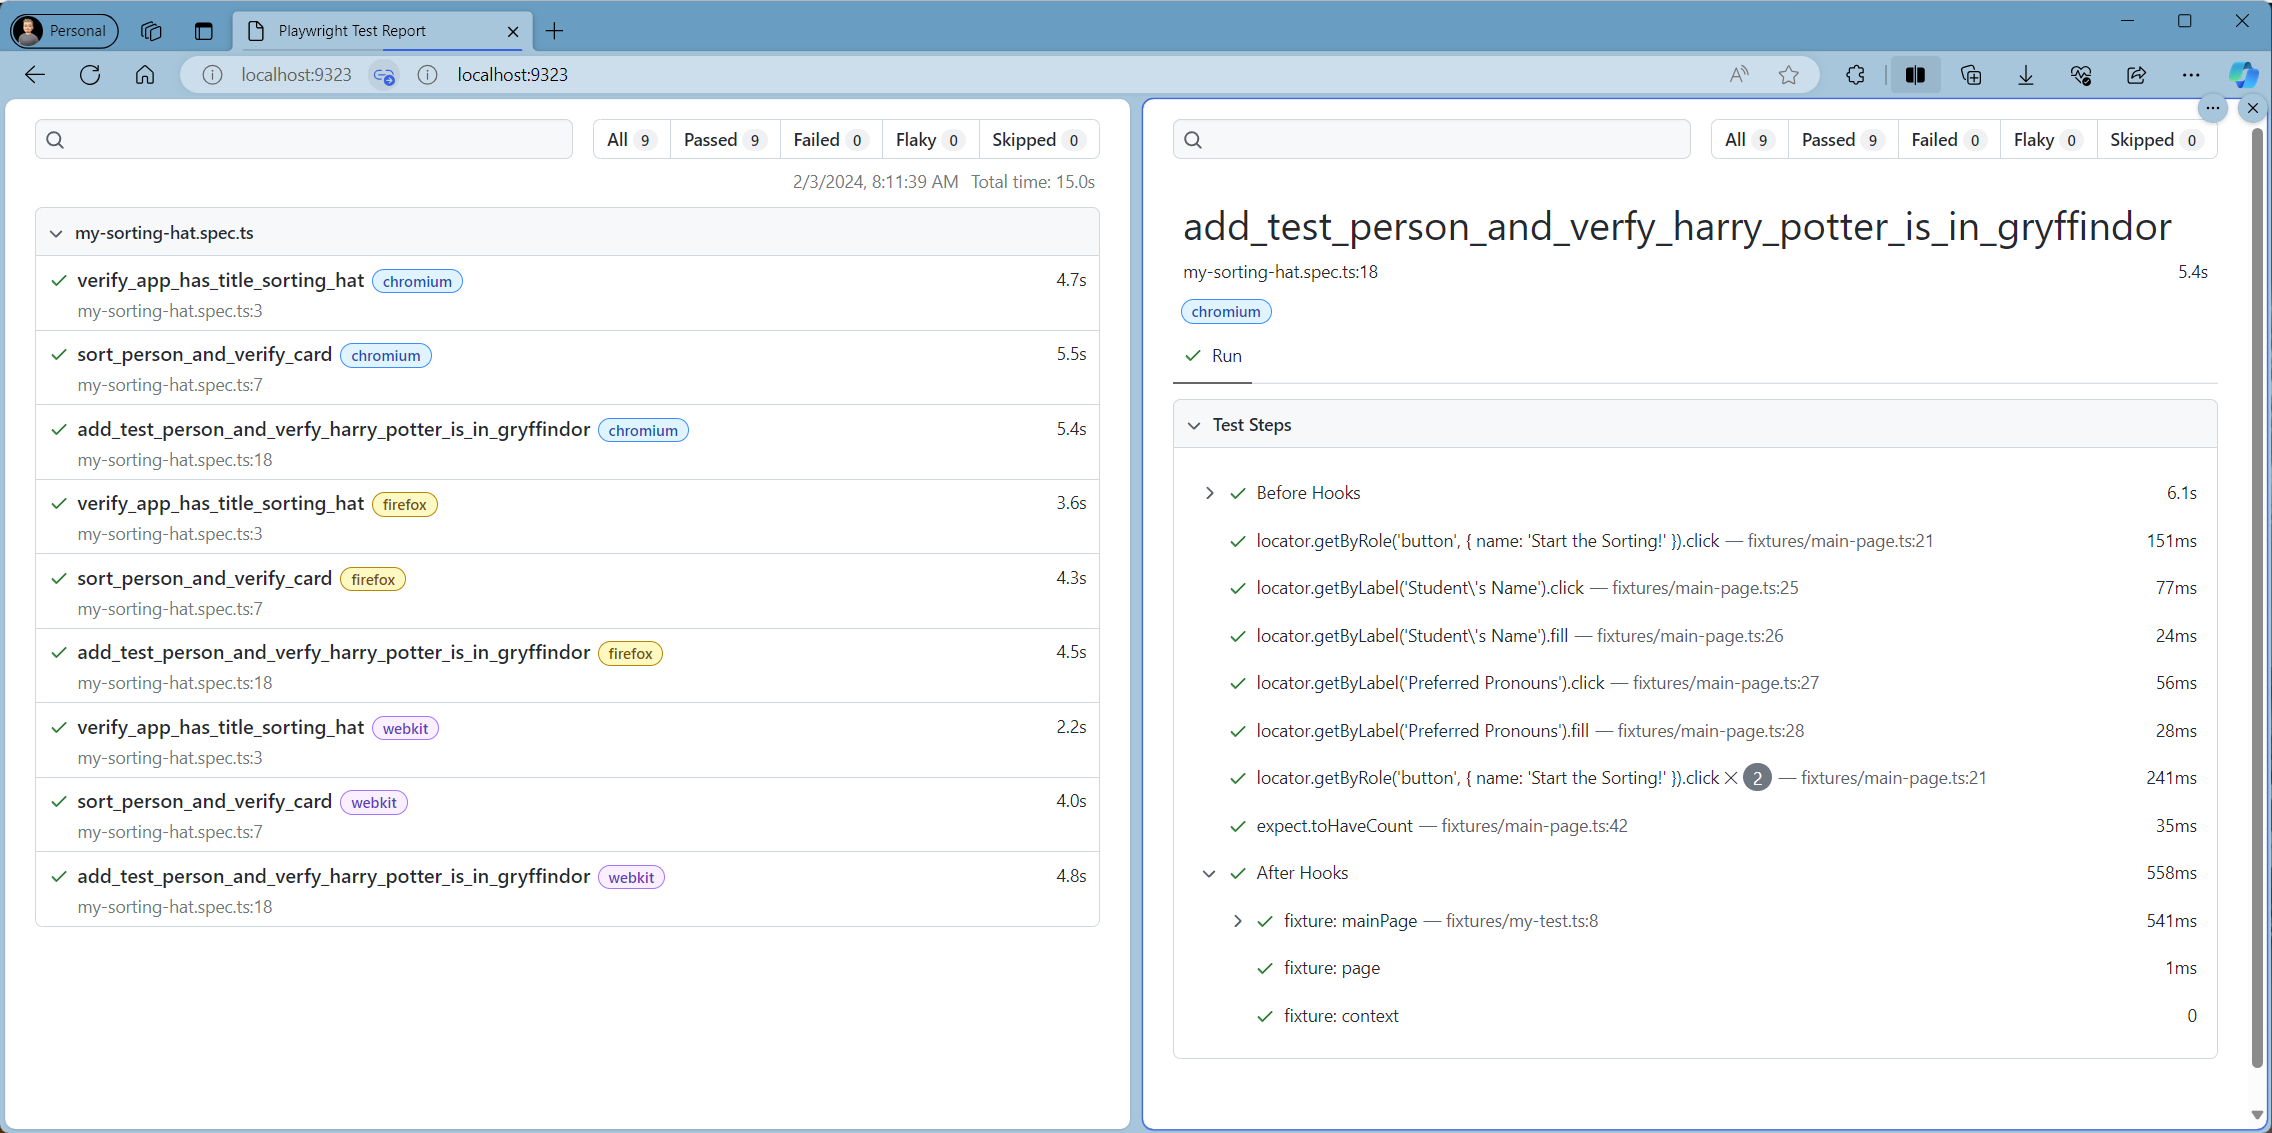 Personal
Playwright Test Report
localhost:9323
localhost:9323
All 9 Passed 9 Failed 0 Flaky 0 Skipped 0
2/3/2024, 8:11:39 AM Total time: 15.0s
my-sorting-hat.spec.ts
verify_app_has_title_sorting_hat chromium 4.7s
my-sorting-hat.spec.ts:3
sort_person_and_verify_card chromium 5.5s
my-sorting-hat.spec.ts:7
add_test_person_and_verfy_harry_potter_is_in_gryffindor chromium 5.4s
my-sorting-hat.spec.ts:18
verify_app_has_title_sorting_hat firefox 3.6s
my-sorting-hat.spec.ts:3
sort_person_and_verify_card firefox 4.3s
my-sorting-hat.spec.ts:7
add_test_person_and_verfy_harry_potter_is_in_gryffindor firefox 4.5s
my-sorting-hat.spec.ts:18
verify_app_has_title_sorting_hat webkit 2.2s
my-sorting-hat.spec.ts:3
sort_person_and_verify_card webkit 4.0s
my-sorting-hat.spec.ts:7
add_test_person_and_verfy_harry_potter_is_in_gryffindor webkit 4.8s
my-sorting-hat.spec.ts:18
All 9 Passed 9 Failed 0 Flaky 0 Skipped 0
add_test_person_and_verfy_harry_potter_is_in_gryffindor
my-sorting-hat.spec.ts:18 5.4s
chromium
Run
Test Steps
Before Hooks 6.1s
locator.getByRole('button', { name: 'Start the Sorting!' }).click — fixtures/main-page.ts:21 151ms
locator.getByLabel('Student\'s Name').click — fixtures/main-page.ts:25 77ms
locator.getByLabel('Student\'s Name').fill — fixtures/main-page.ts:26 24ms
locator.getByLabel('Preferred Pronouns').click — fixtures/main-page.ts:27 56ms
locator.getByLabel('Preferred Pronouns').fill — fixtures/main-page.ts:28 28ms
locator.getByRole('button', { name: 'Start the Sorting!' }).click × 2 — fixtures/main-page.ts:21 241ms
expect.toHaveCount — fixtures/main-page.ts:42 35ms
After Hooks 558ms
fixture: mainPage — fixtures/my-test.ts:8 541ms
fixture: page 1ms
fixture: context 0